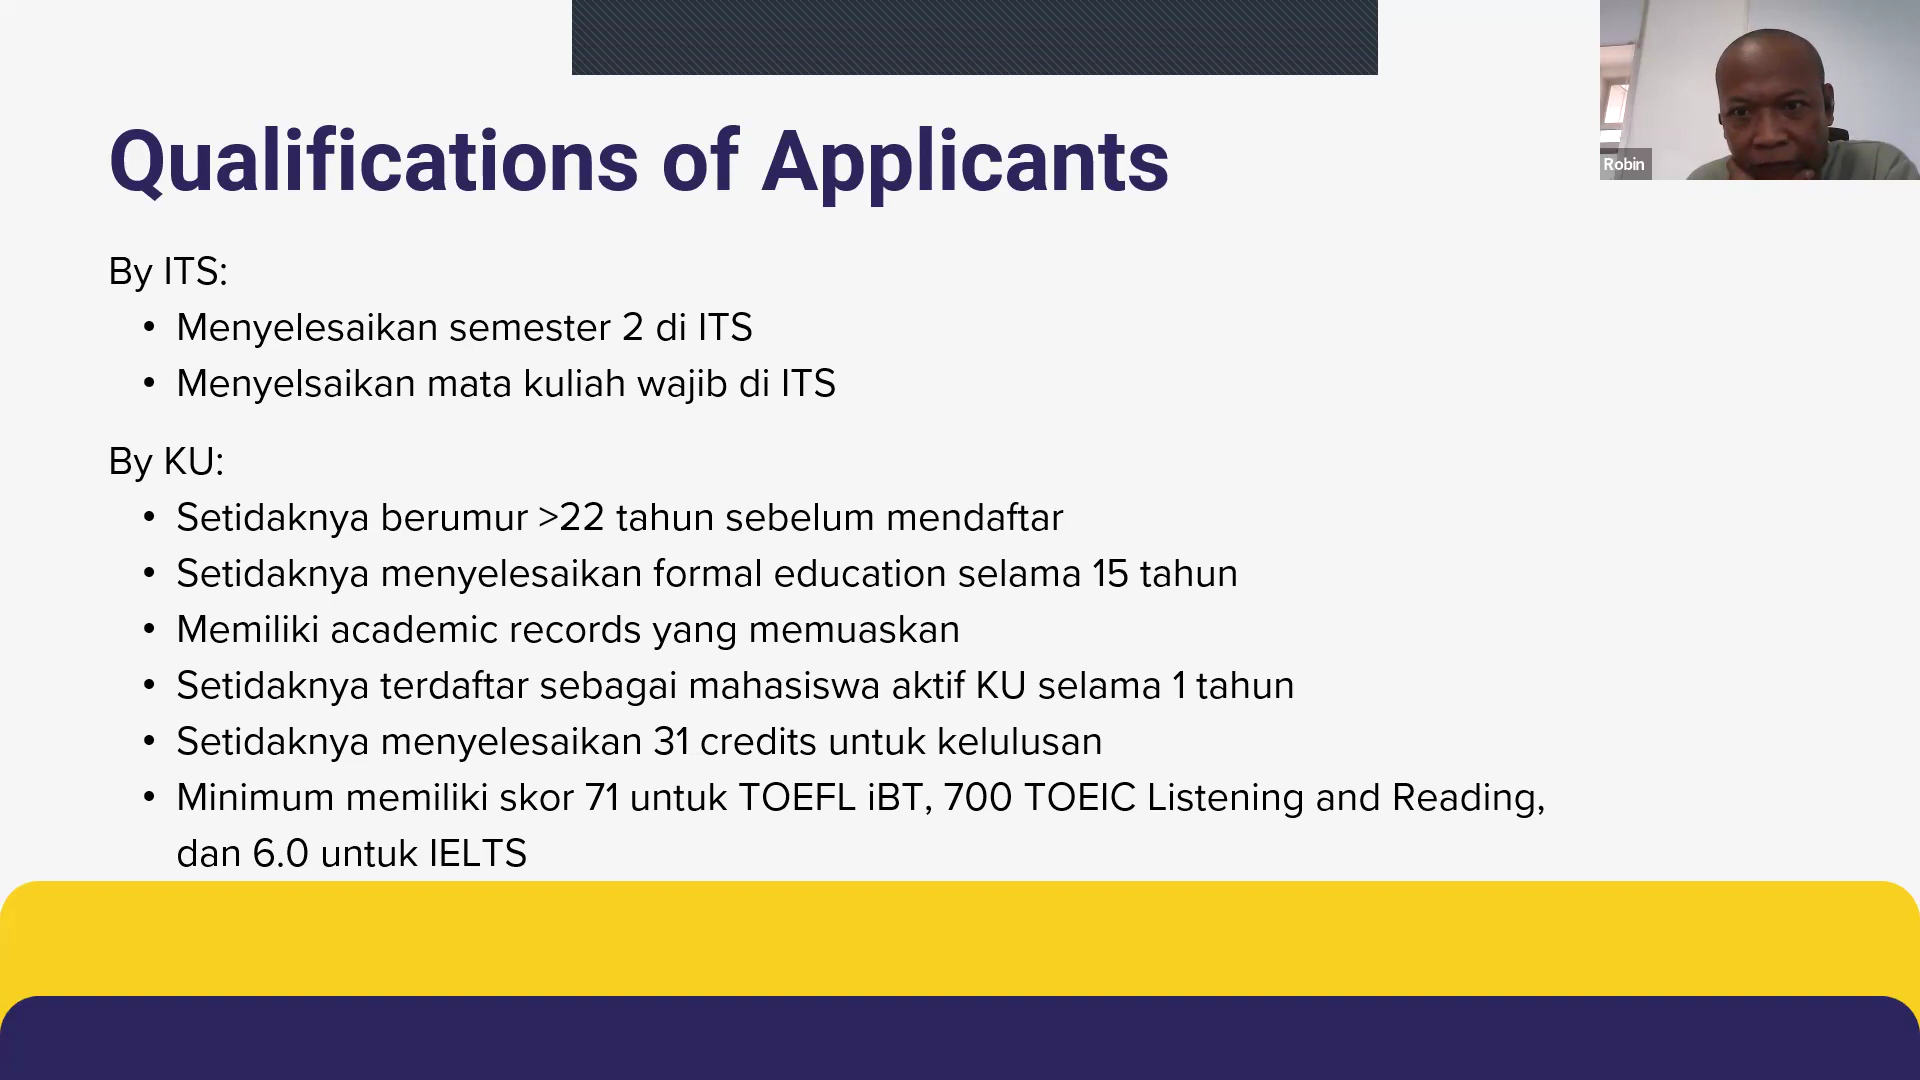 Qualifications of Applicants
Robin
By ITS:
• Menyelesaikan semester 2 di ITS
• Menyelsaikan mata kuliah wajib di ITS
By KU:
• Setidaknya berumur >22 tahun sebelum mendaftar
• Setidaknya menyelesaikan formal education selama 15 tahun
• Memiliki academic records yang memuaskan
• Setidaknya terdaftar sebagai mahasiswa aktif KU selama 1 tahun
• Setidaknya menyelesaikan 31 credits untuk kelulusan
• Minimum memiliki skor 71 untuk TOEFL iBT, 700 TOEIC Listening and Reading,
dan 6.0 untuk IELTS